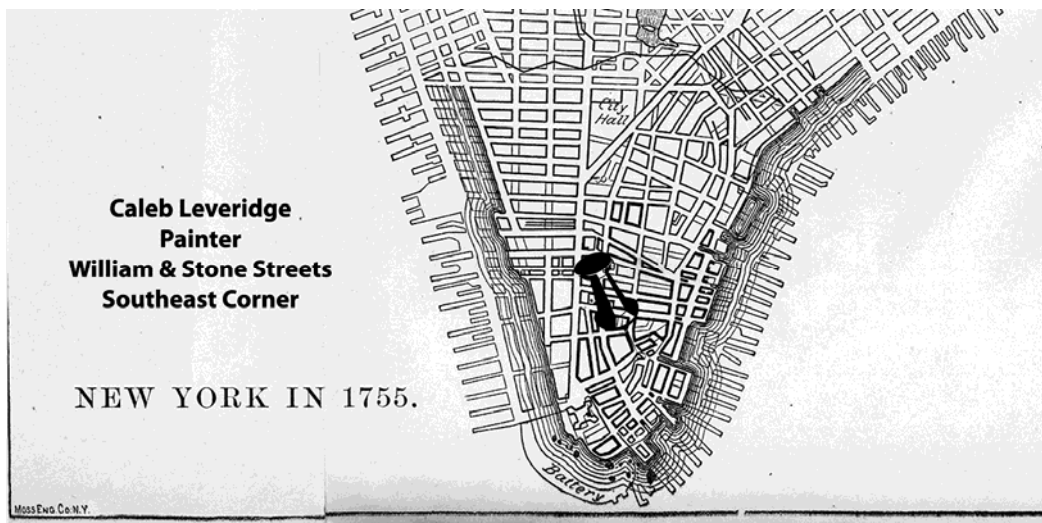 City
Hall
Caleb Leveridge
Painter
William & Stone Streets
Southeast Corner
NEW YORK IN 1755.
Battery
MOSS ENG. CO. N.Y.